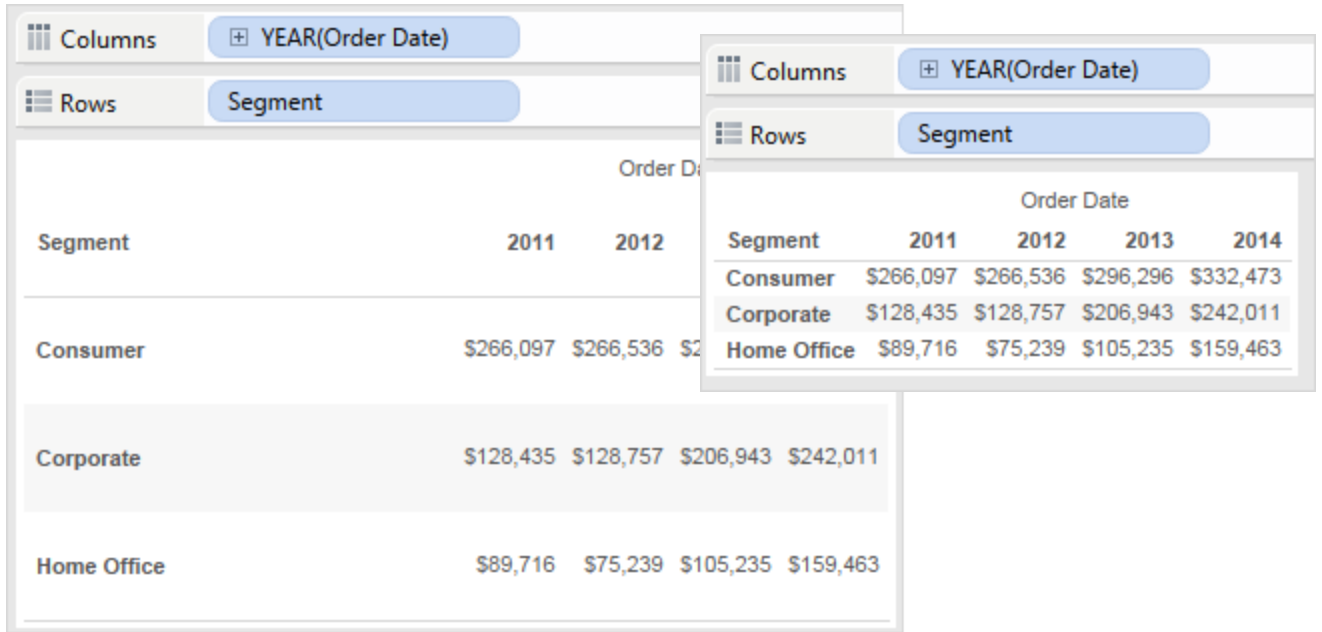 Columns YEAR(Order Date)
Rows Segment
Order
Segment 2011 2012
Consumer $266,097 $266,536
Corporate $128,435 $128,757 $206,943 $242,011
Home Office $89,716 $75,239 $105,235 $159,463
Columns YEAR(Order Date)
Rows Segment
Order Date
Segment 2011 2012 2013 2014
Consumer $266,097 $266,536 $296,296 $332,473
Corporate $128,435 $128,757 $206,943 $242,011
Home Office $89,716 $75,239 $105,235 $159,463